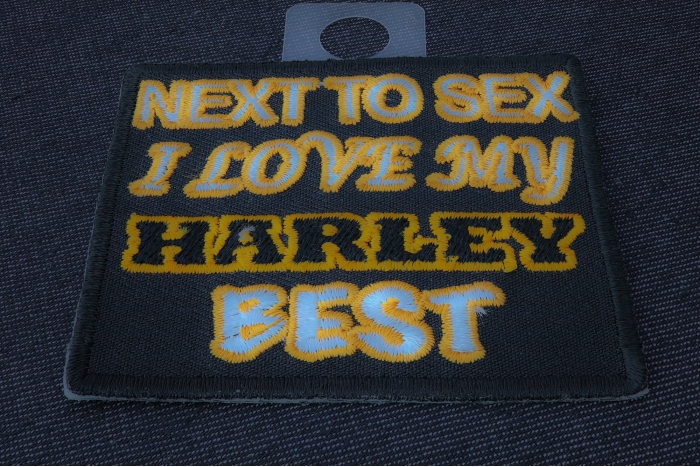 NEXT TO SEX
I LOVE MY
HARLEY
BEST